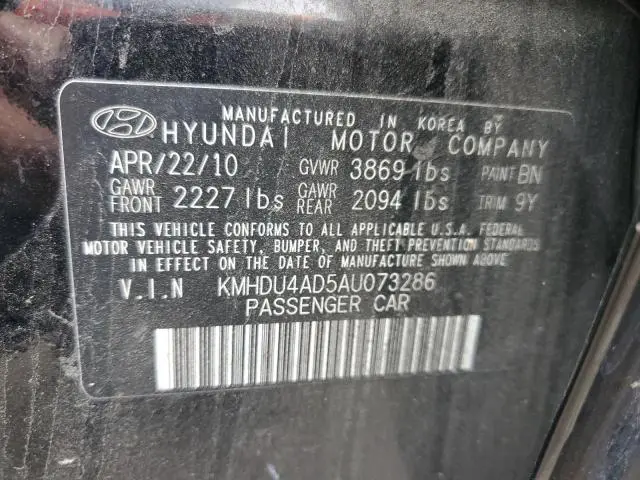 MANUFACTURED IN KOREA BY
HYUNDAI MOTOR COMPANY
APR/22/10 GVWR 3869 lbs PAINT BN
GAWR FRONT 2227 lbs GAWR REAR 2094 lbs TRIM 9Y
THIS VEHICLE CONFORMS TO ALL APPLICABLE U.S.A. FEDERAL
MOTOR VEHICLE SAFETY, BUMPER, AND THEFT PREVENTION STANDARDS
IN EFFECT ON THE DATE OF MANUFACTURE SHOWN ABOVE
V.I.N KMHDU4AD5AU073286
PASSENGER CAR